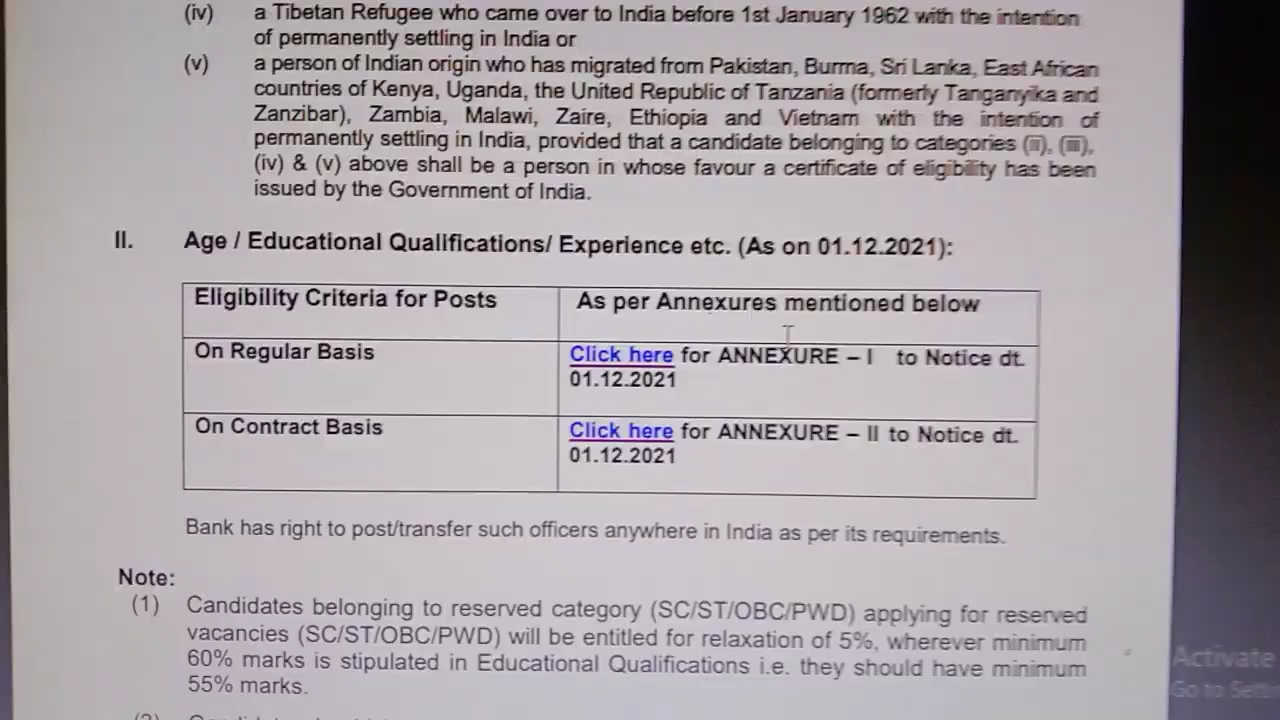 (iv) a Tibetan Refugee who came over to India before 1st January 1962 with the intention
of permanently settling in India or
(v) a person of Indian origin who has migrated from Pakistan, Burma, Sri Lanka, East African
countries of Kenya, Uganda, the United Republic of Tanzania (formerly Tanganyika and
Zanzibar), Zambia, Malawi, Zaire, Ethiopia and Vietnam with the intention of
permanently settling in India, provided that a candidate belonging to categories (ii), (iii),
(iv) & (v) above shall be a person in whose favour a certificate of eligibility has been
issued by the Government of India.
II. Age / Educational Qualifications/ Experience etc. (As on 01.12.2021):
Eligibility Criteria for Posts As per Annexures mentioned below
On Regular Basis Click here for ANNEXURE – I to Notice dt.
01.12.2021
On Contract Basis Click here for ANNEXURE – II to Notice dt.
01.12.2021
Bank has right to post/transfer such officers anywhere in India as per its requirements.
Note:
(1) Candidates belonging to reserved category (SC/ST/OBC/PWD) applying for reserved
vacancies (SC/ST/OBC/PWD) will be entitled for relaxation of 5%, wherever minimum
60% marks is stipulated in Educational Qualifications i.e. they should have minimum
55% marks.
Activate
Go to